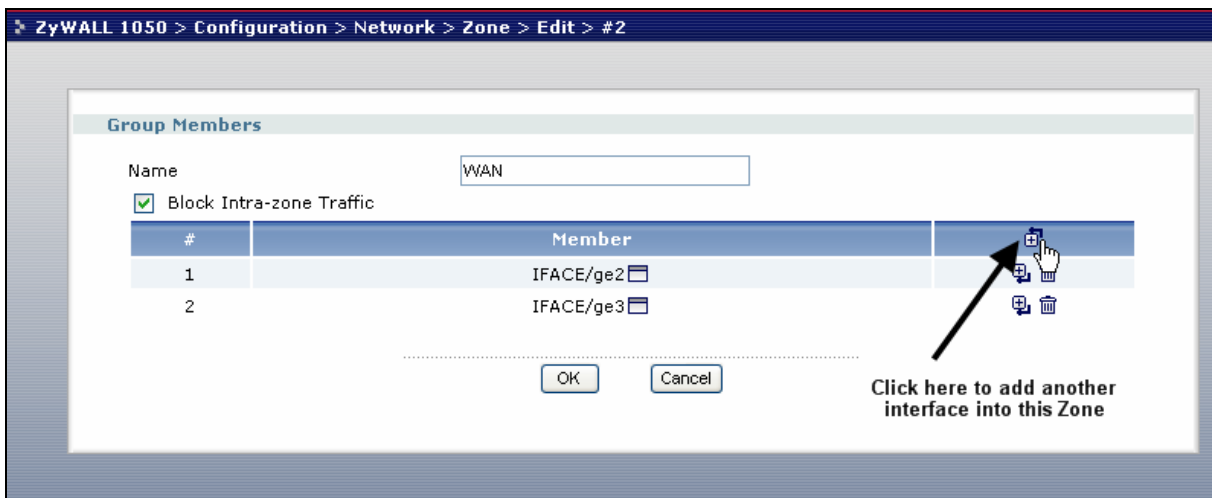 ZyWALL 1050 > Configuration > Network > Zone > Edit > #2
Group Members
Name WAN
Block Intra-zone Traffic
# Member
1 IFACE/ge2
2 IFACE/ge3
OK Cancel
Click here to add another
interface into this Zone